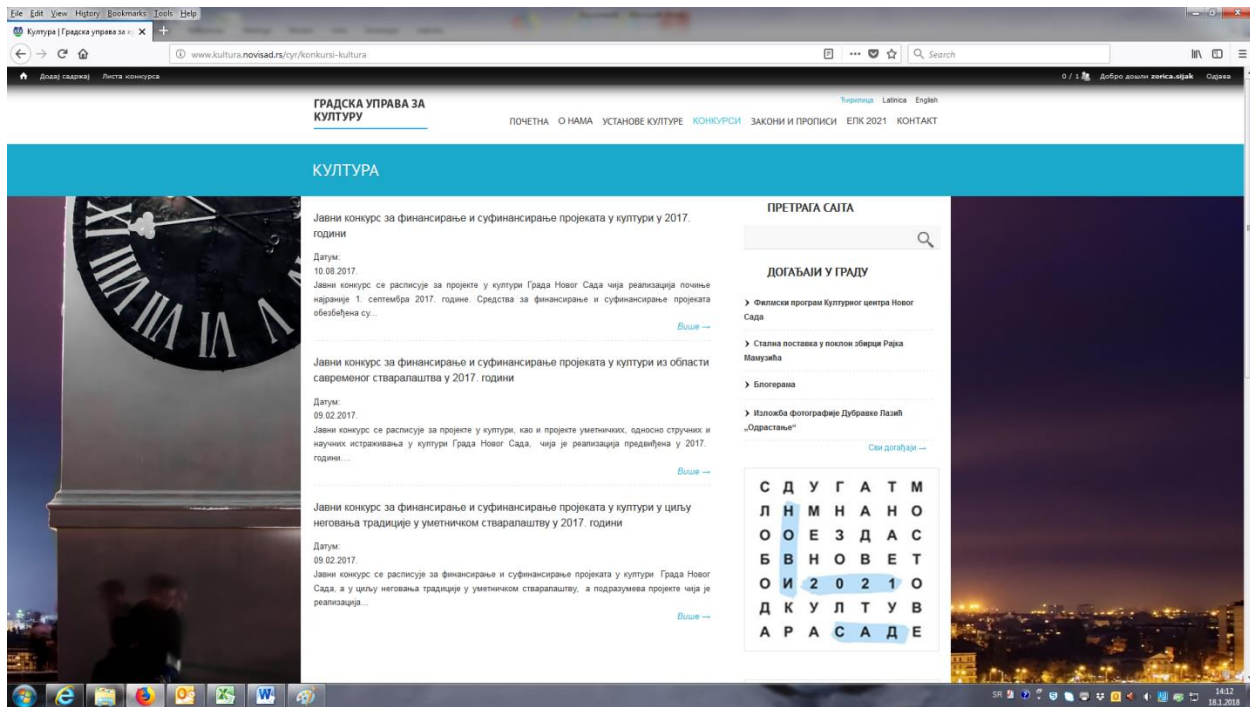 File Edit View History Bookmarks Tools Help
Култура | Градска управа за
www.kultura.novisad.rs/cyr/konkursi-kultura
Search
Додај садржај Листа конкурса
0 / 1 Добро дошли zorica.sijak Одјава
Ћирилица Latinica English
ГРАДСКА УПРАВА ЗА
КУЛТУРУ
ПОЧЕТНА О НАМА УСТАНОВЕ КУЛТУРЕ КОНКУРСИ ЗАКОНИ И ПРОПИСИ ЕПК 2021 КОНТАКТ
КУЛТУРА
Јавни конкурс за финансирање и суфинансирање пројеката у култури у 2017.
години
Датум:
10.08.2017.
Јавни конкурс се расписује за пројекте у култури Града Новог Сада чија реализација почиње
најраније 1. септембра 2017. године. Средства за финансирање и суфинансирање пројеката
обезбеђена су...
Више →
Јавни конкурс за финансирање и суфинансирање пројеката у култури из области
савременог стваралаштва у 2017. години
Датум:
09.02.2017.
Јавни конкурс се расписује за пројекте у култури, као и пројекте уметничких, односно стручних и
научних истраживања у култури Града Новог Сада, чија је реализација предвиђена у 2017.
години....
Више →
Јавни конкурс за финансирање и суфинансирање пројеката у култури у циљу
неговања традиције у уметничком стваралаштву у 2017. години
Датум:
09.02.2017.
Јавни конкурс се расписује за финансирање и суфинансирање пројеката у култури Града Новог
Сада, а у циљу неговања традиције у уметничком стваралаштву, а подразумева пројекте чија је
реализација...
Више →
ПРЕТРАГА САЈТА
ДОГАЂАЈИ У ГРАДУ
Филмски програм Културног центра Новог
Сада
Стална поставка у поклон збирци Рајка
Мамузића
Блогерама
Изложба фотографије Дубравке Лазић
„Одрастање“
Сви догађаји →
С Д У Г А Т М
Л Н М Н А Н О
О О Е З Д А С
Б В Н О В Е Т
О И 2 0 2 1 О
Д К У Л Т У В
А Р А С А Д Е
SR 14:12
18.1.2018